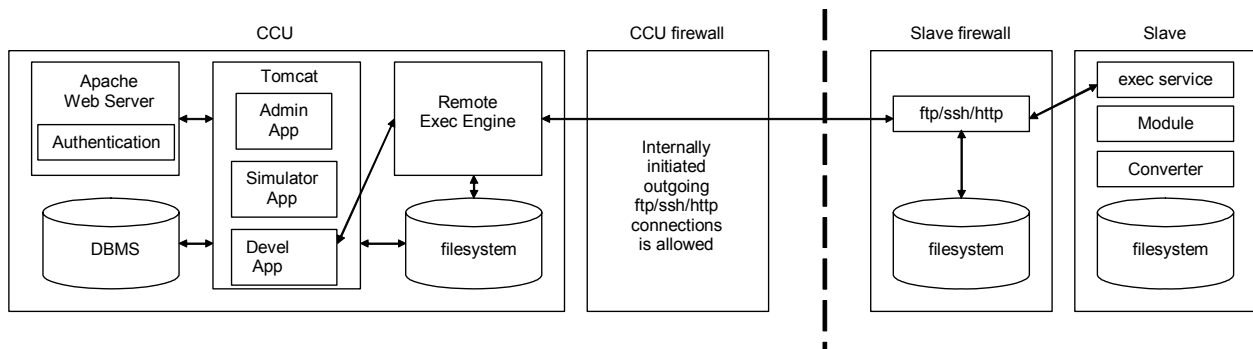 CCU
CCU firewall
Slave firewall
Slave
Apache
Web Server
Authentication
DBMS
Tomcat
Admin
App
Simulator
App
Devel
App
Remote
Exec Engine
filesystem
Internally
initiated
outgoing
ftp/ssh/http
connections
is allowed
ftp/ssh/http
filesystem
exec service
Module
Converter
filesystem